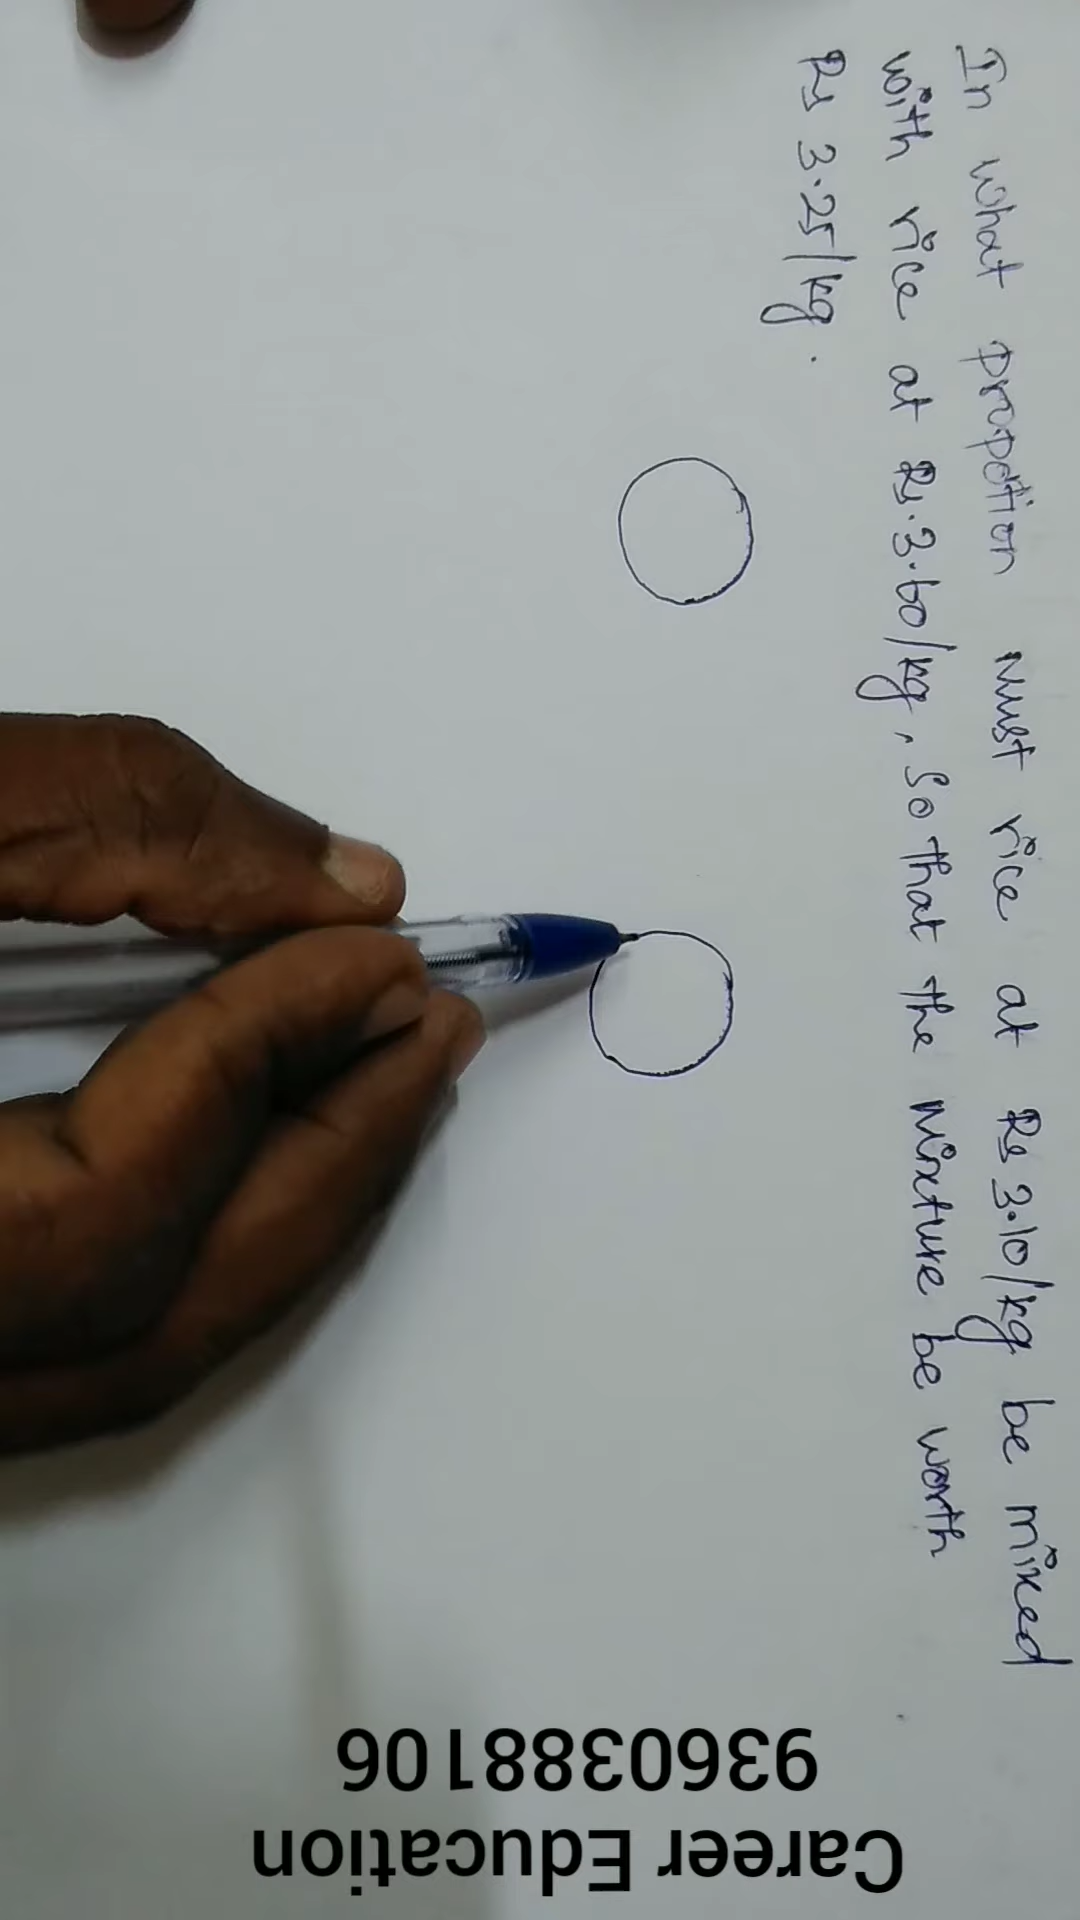 In what propotion must rice at Rs 3.10/kg be mixed
with rice at Rs.3.60/kg, so that the mixture be worth
Rs 3.25/kg.
Career Education
9360388106